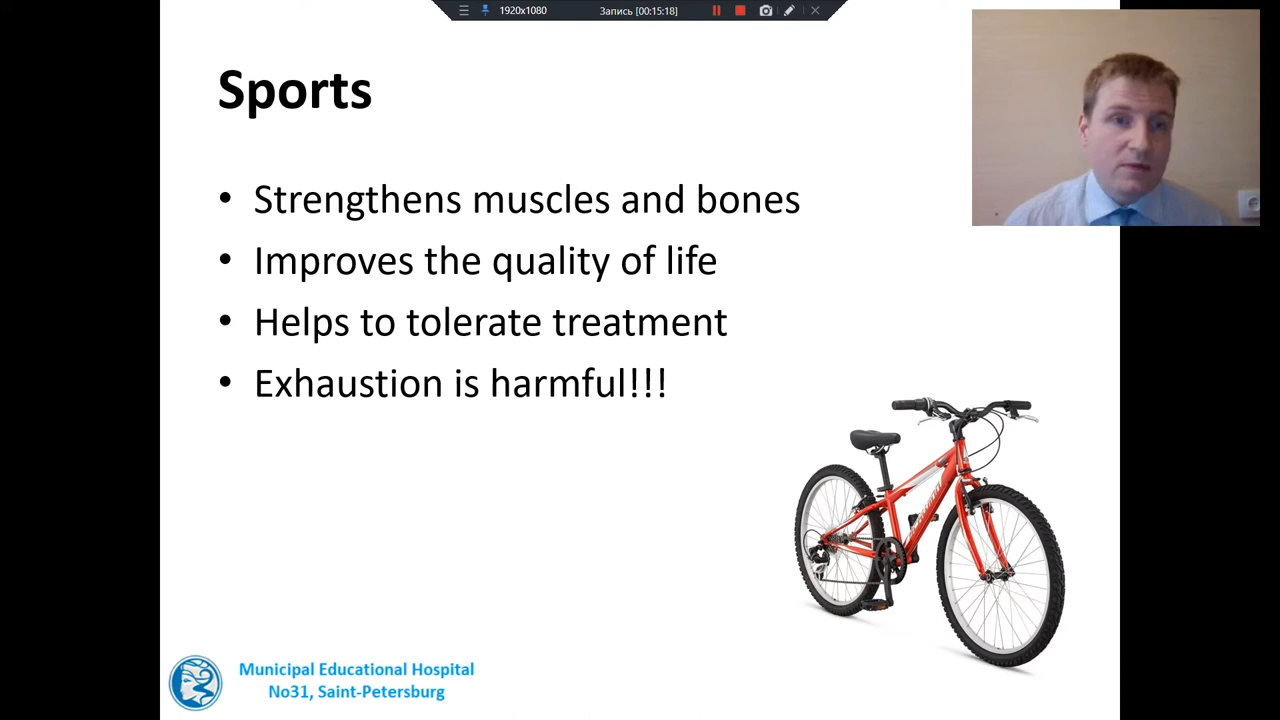 1920x1080
Запись [00:15:18]
Sports
• Strengthens muscles and bones
• Improves the quality of life
• Helps to tolerate treatment
• Exhaustion is harmful!!!
Municipal Educational Hospital
No31, Saint-Petersburg